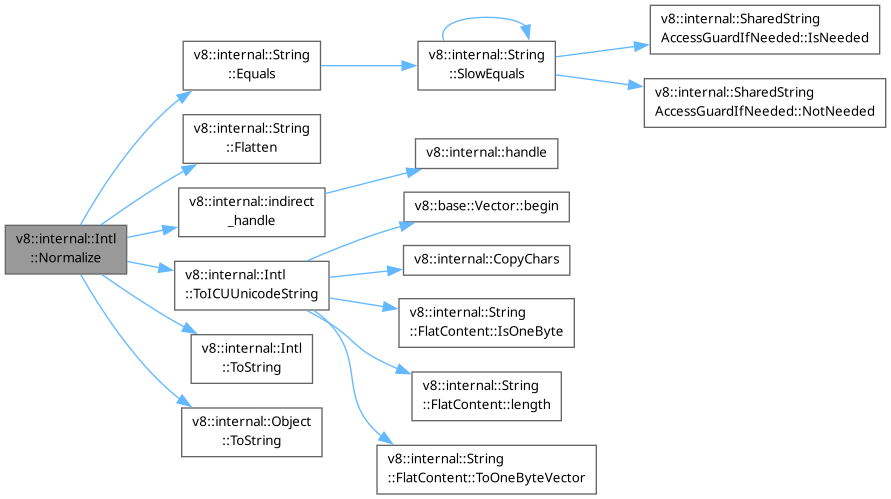 v8::internal::Intl
::Normalize
v8::internal::String
::Equals
v8::internal::String
::SlowEquals
v8::internal::SharedString
AccessGuardIfNeeded::IsNeeded
v8::internal::SharedString
AccessGuardIfNeeded::NotNeeded
v8::internal::String
::Flatten
v8::internal::indirect
_handle
v8::internal::handle
v8::internal::Intl
::ToICUUnicodeString
v8::base::Vector::begin
v8::internal::CopyChars
v8::internal::String
::FlatContent::IsOneByte
v8::internal::String
::FlatContent::length
v8::internal::String
::FlatContent::ToOneByteVector
v8::internal::Intl
::ToString
v8::internal::Object
::ToString